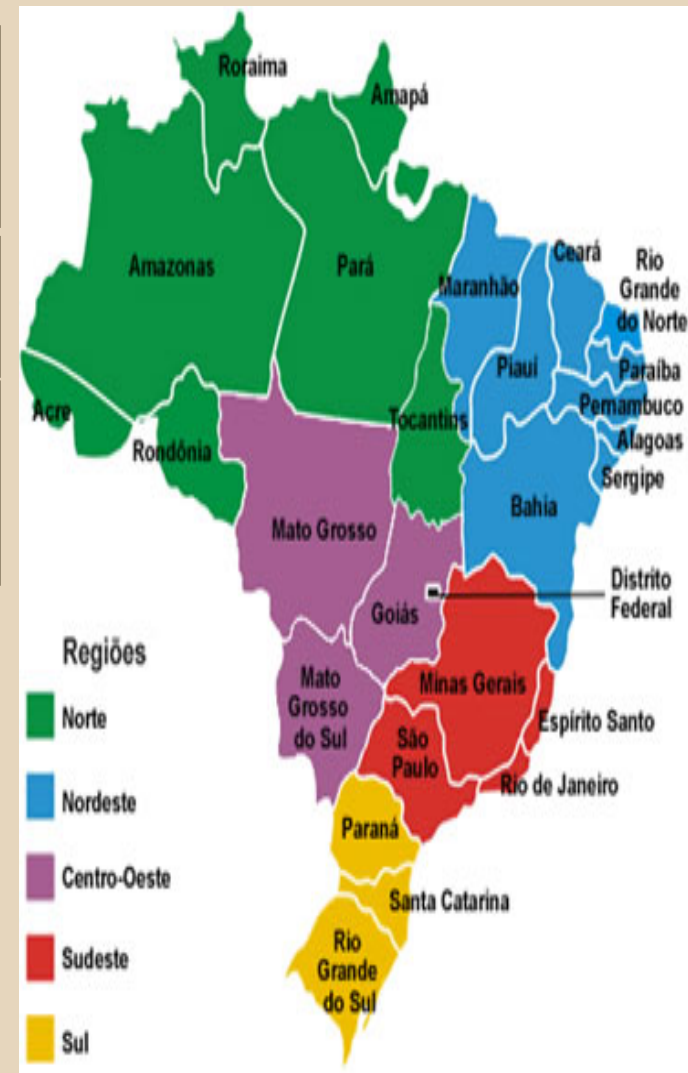 Roraima
Amapá
Amazonas
Pará
Maranhão
Ceará
Rio
Grande
do Norte
Piauí
Paraíba
Pernambuco
Alagoas
Sergipe
Acre
Rondônia
Tocantins
Bahia
Mato Grosso
Goiás
Distrito
Federal
Mato
Grosso
do Sul
Minas Gerais
Espírito Santo
São
Paulo
Rio de Janeiro
Paraná
Santa Catarina
Rio
Grande
do Sul
Regiões
Norte
Nordeste
Centro-Oeste
Sudeste
Sul